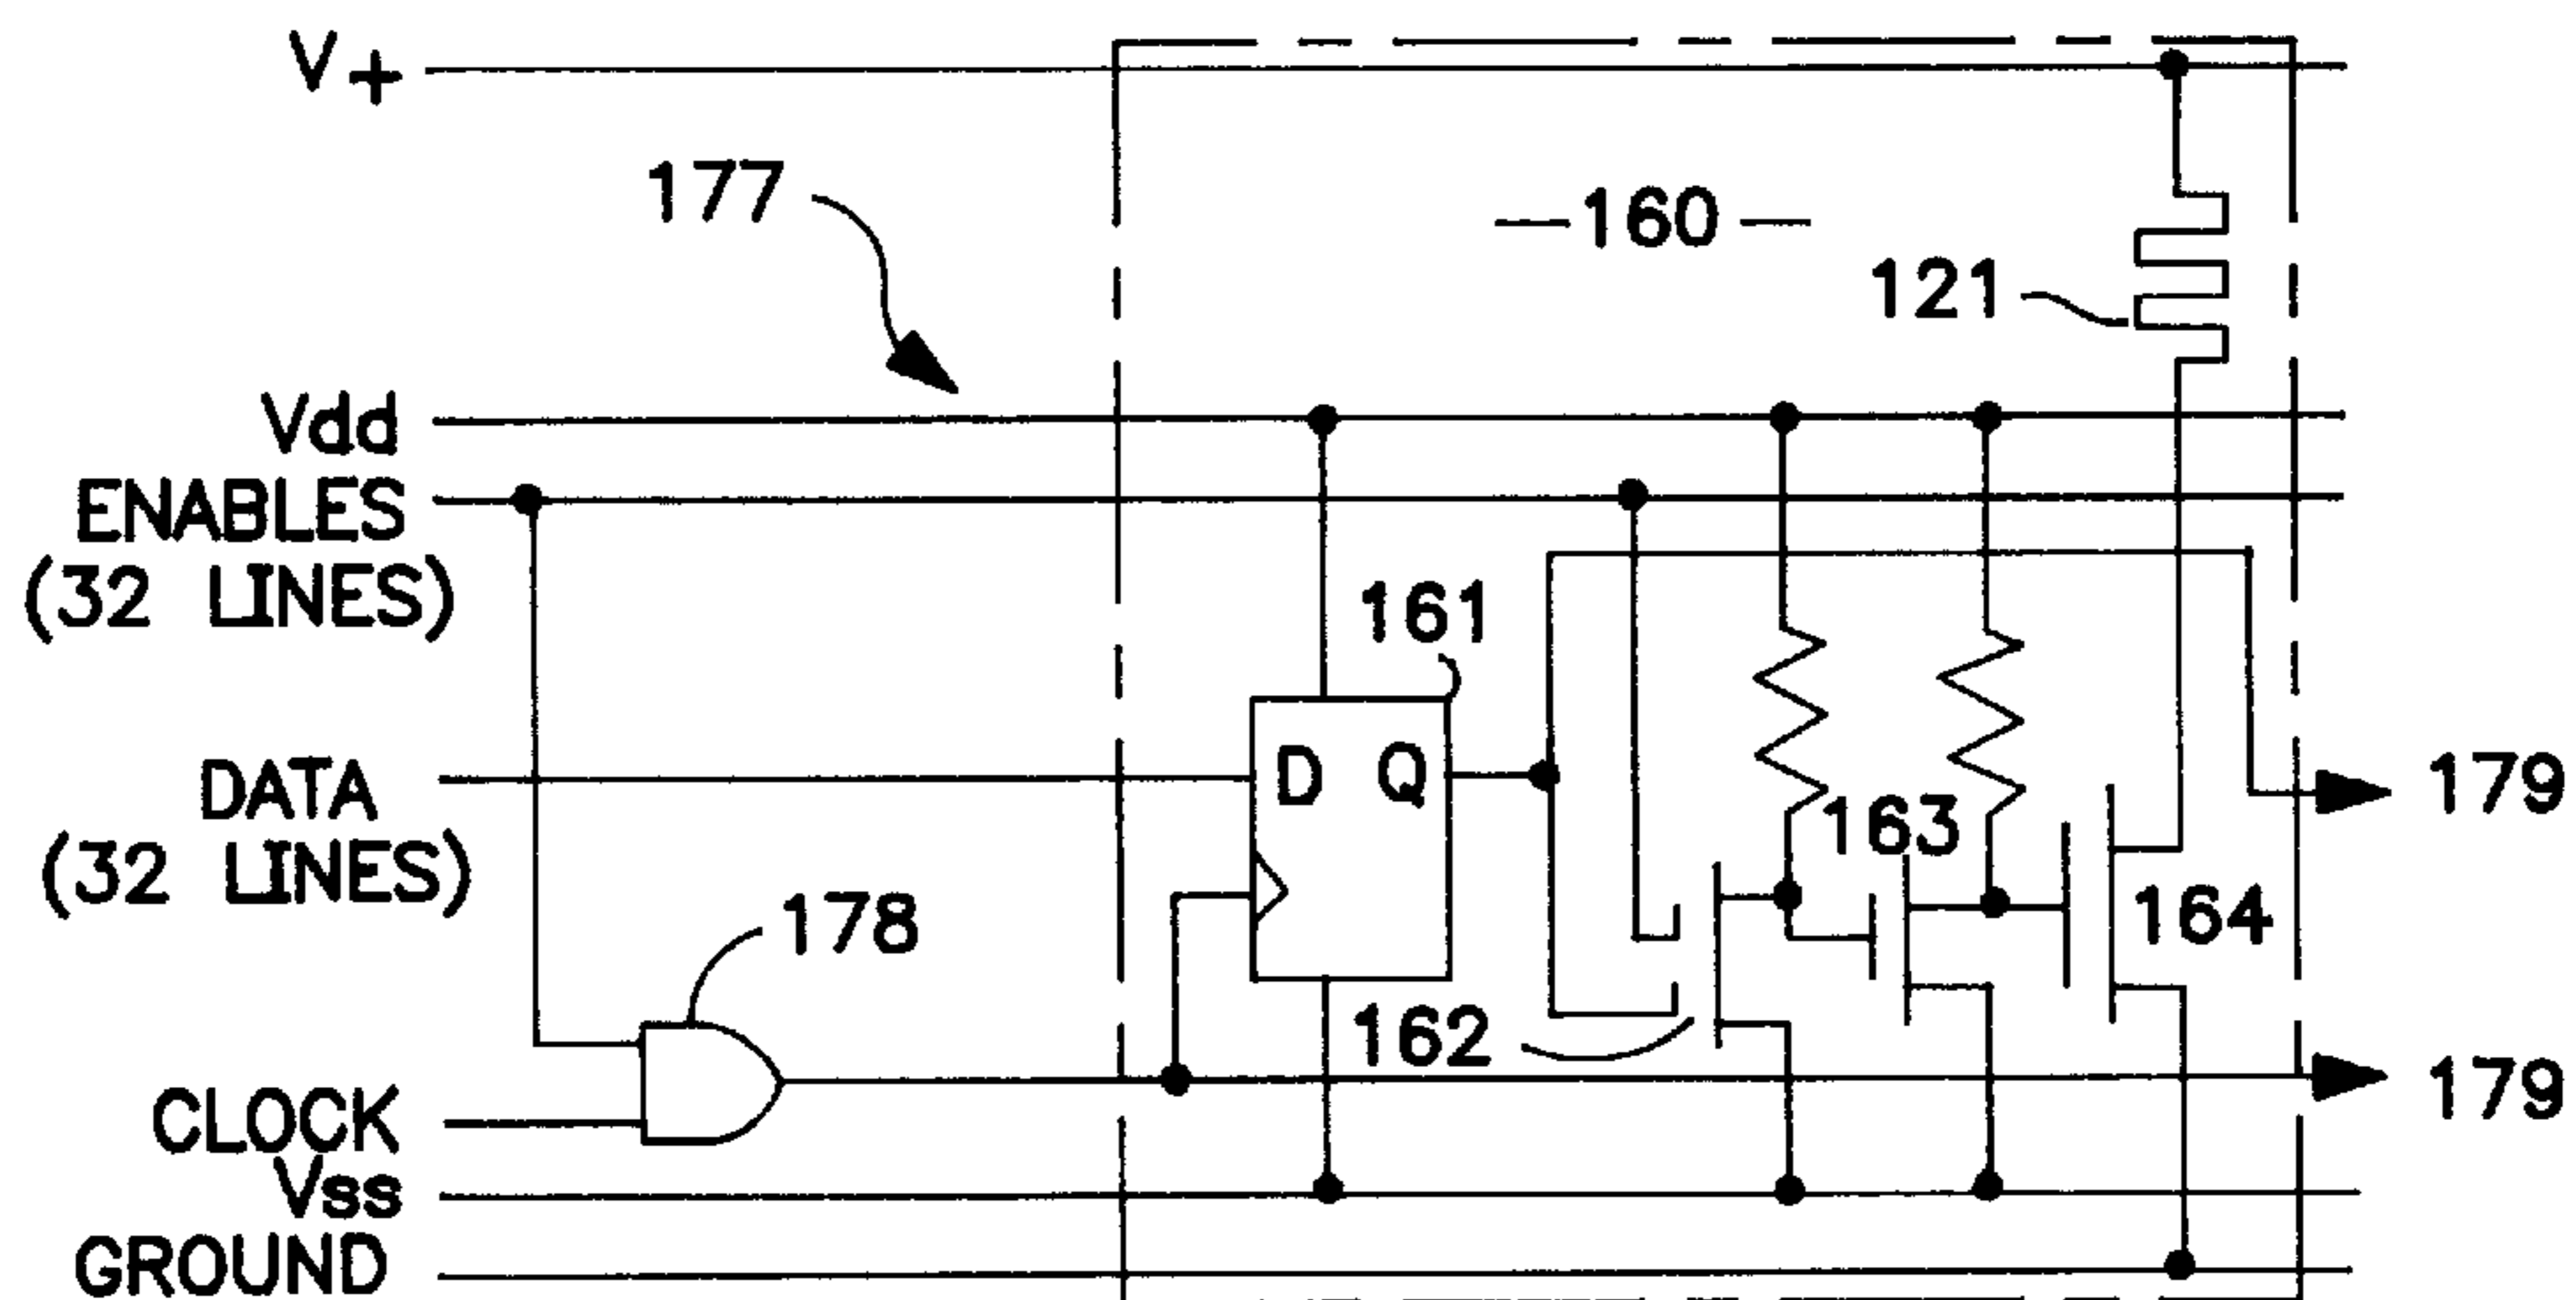 V+
177
—160—
121
Vdd
ENABLES
(32 LINES)
161
DATA
(32 LINES)
D Q
179
163
164
178
162
CLOCK
179
Vss
GROUND